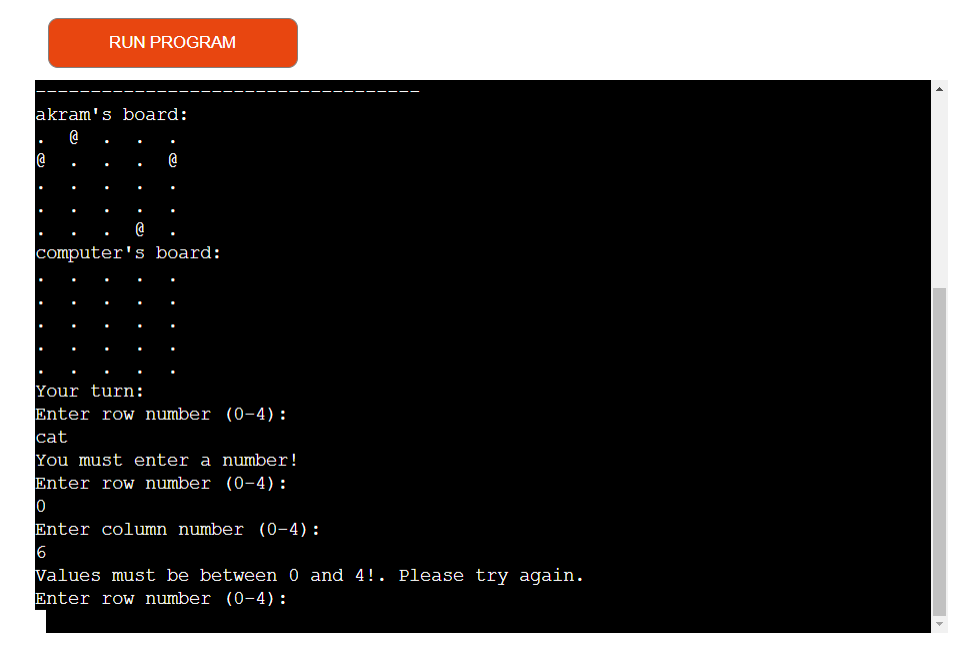 RUN PROGRAM
-----------------------------------
akram's board:
. @ . . .
@ . . . @
. . . . .
. . . . .
. . . @ .
computer's board:
. . . . .
. . . . .
. . . . .
. . . . .
. . . . .
Your turn:
Enter row number (0-4):
cat
You must enter a number!
Enter row number (0-4):
0
Enter column number (0-4):
6
Values must be between 0 and 4!. Please try again.
Enter row number (0-4):